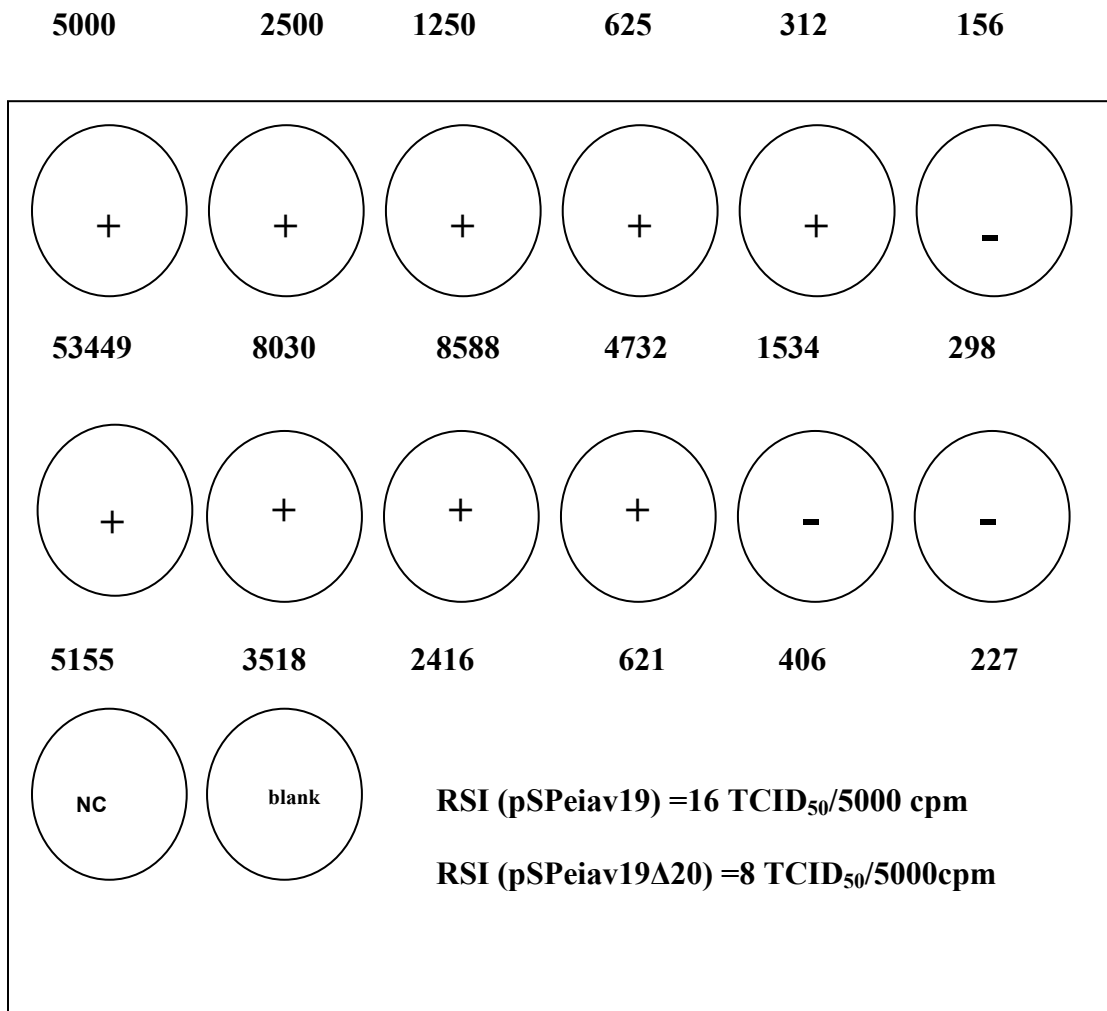 5000 2500 1250 625 312 156
+ + + + + -
53449 8030 8588 4732 1534 298
+ + + + - -
5155 3518 2416 621 406 227
NC blank
RSI (pSPeiav19) =16 TCID₅₀/5000 cpm
RSI (pSPeiav19Δ20) =8 TCID₅₀/5000cpm